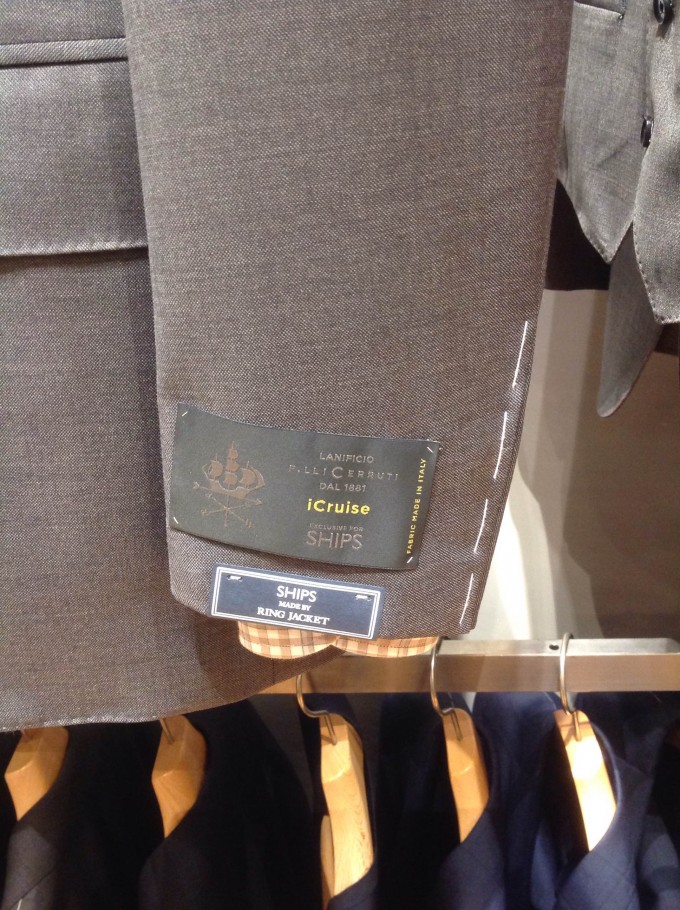 LANIFICIO
F.LLI CERRUTI
DAL 1881
iCruise
EXCLUSIVE FOR
SHIPS
FABRIC MADE IN ITALY
SHIPS
MADE BY
RING JACKET